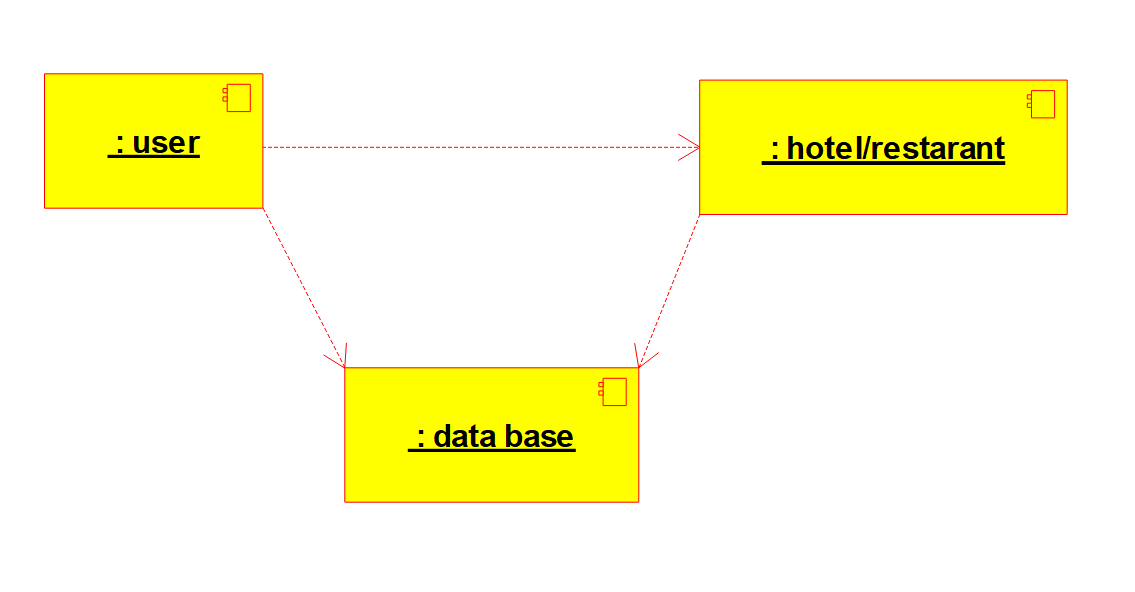 : user
: hotel/restarant
: data base